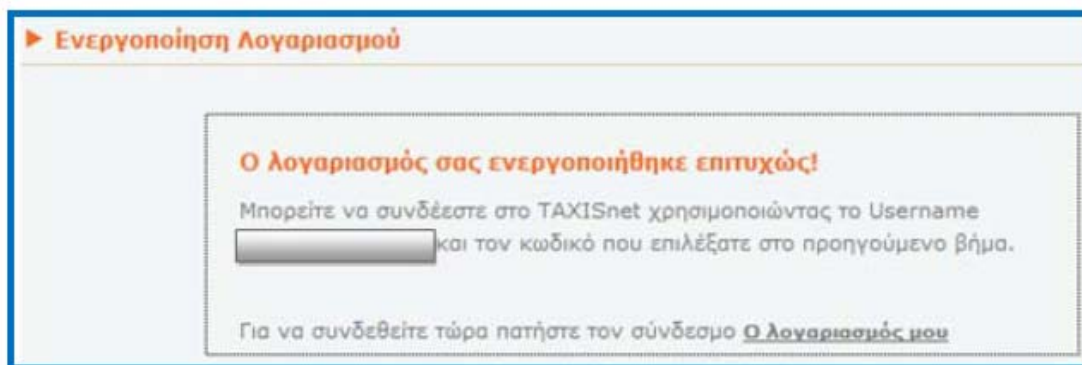 Ενεργοποίηση Λογαριασμού
Ο λογαριασμός σας ενεργοποιήθηκε επιτυχώς!
Μπορείτε να συνδέεστε στο TAXISnet χρησιμοποιώντας το Username
και τον κωδικό που επιλέξατε στο προηγούμενο βήμα.
Για να συνδεθείτε τώρα πατήστε τον σύνδεσμο Ο λογαριασμός μου